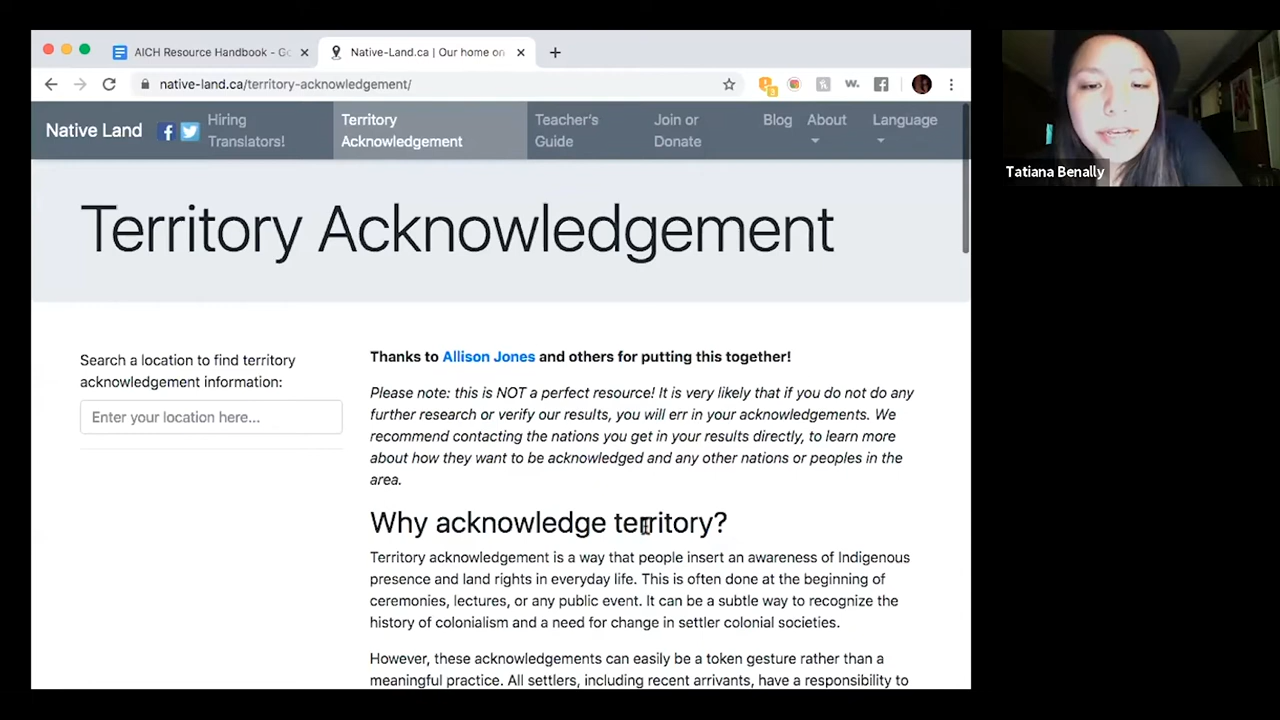 AICH Resource Handbook - Go
Native-Land.ca | Our home on
native-land.ca/territory-acknowledgement/
Native Land
Hiring
Translators!
Territory
Acknowledgement
Teacher's
Guide
Join or
Donate
Blog
About
Language
Territory Acknowledgement
Search a location to find territory
acknowledgement information:
Enter your location here...
Thanks to Allison Jones and others for putting this together!
Please note: this is NOT a perfect resource! It is very likely that if you do not do any
further research or verify our results, you will err in your acknowledgements. We
recommend contacting the nations you get in your results directly, to learn more
about how they want to be acknowledged and any other nations or peoples in the
area.
Why acknowledge territory?
Territory acknowledgement is a way that people insert an awareness of Indigenous
presence and land rights in everyday life. This is often done at the beginning of
ceremonies, lectures, or any public event. It can be a subtle way to recognize the
history of colonialism and a need for change in settler colonial societies.
However, these acknowledgements can easily be a token gesture rather than a
meaningful practice. All settlers, including recent arrivants, have a responsibility to
Tatiana Benally